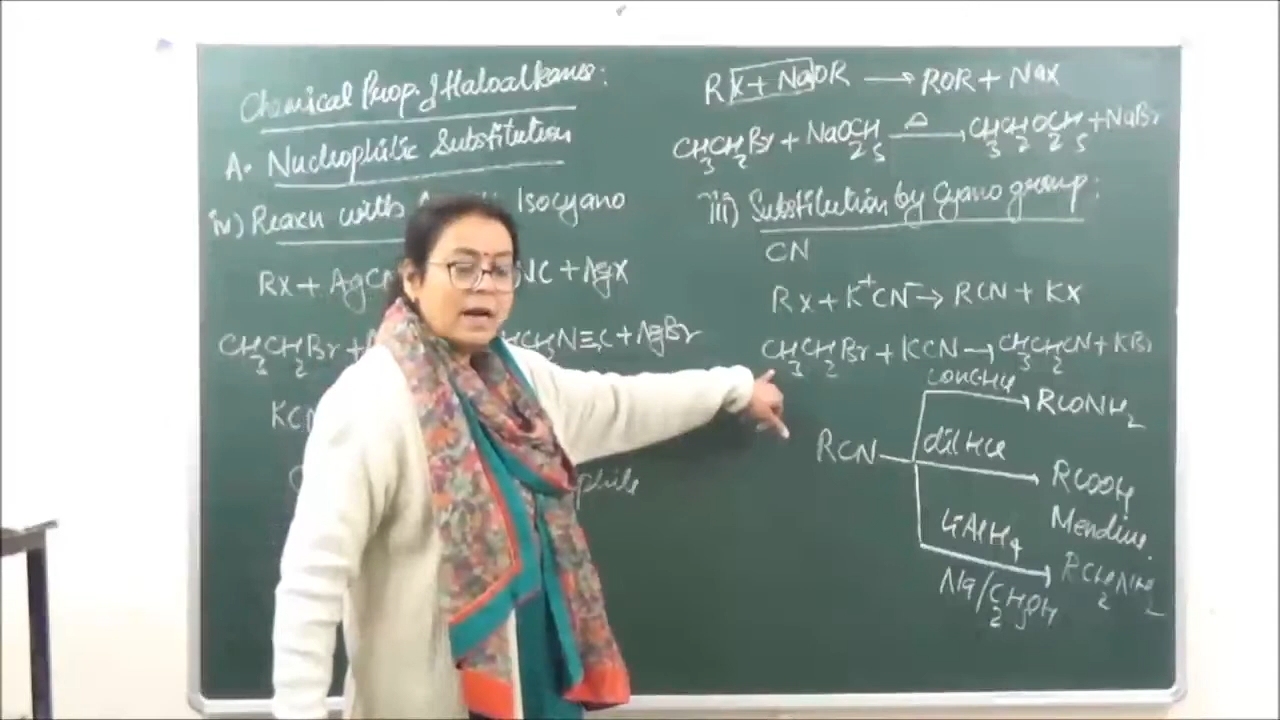 Chemical Prop. of Haloalkanes:
A. Nucleophilic Substitution
iv) Reacn with Isocyano
RX + AgC NC + AgX
CH3CH2Br + N≡C + AgBr
KC
phile
RX + NaOR → ROR + NaX
CH3CH2Br + NaOC2H5 Δ→ CH3CH2OC2H5 + NaBr
iii) Substitution by Cyano group:
CN
RX + K+CN- → RCN + KX
CH3CH2Br + KCN → CH3CH2CN + KBr
conc. HCl RCONH2
RCN dil HCl RCOOH
Mendius
LiAlH4 RCH2NH2
Na/C2H5OH